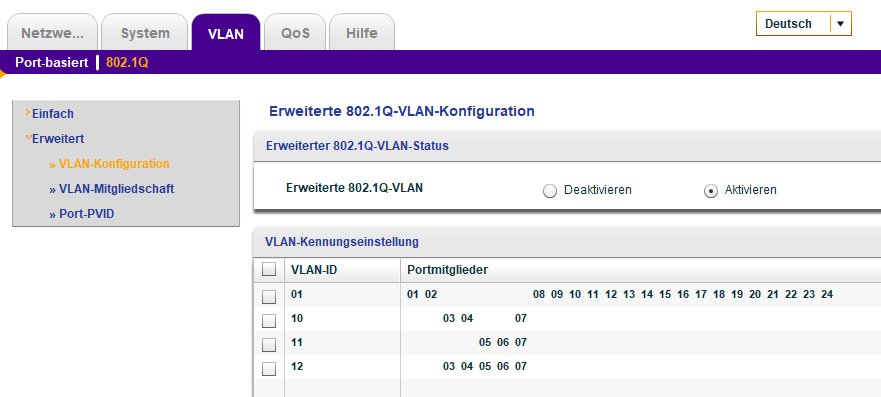 Netzwe... System VLAN QoS Hilfe Deutsch
Port-basiert 802.1Q
Einfach
Erweitert
» VLAN-Konfiguration
» VLAN-Mitgliedschaft
» Port-PVID
Erweiterte 802.1Q-VLAN-Konfiguration
Erweiterter 802.1Q-VLAN-Status
Erweiterte 802.1Q-VLAN Deaktivieren Aktivieren
VLAN-Kennungseinstellung
VLAN-ID Portmitglieder
01 01 02 08 09 10 11 12 13 14 15 16 17 18 19 20 21 22 23 24
10 03 04 07
11 05 06 07
12 03 04 05 06 07